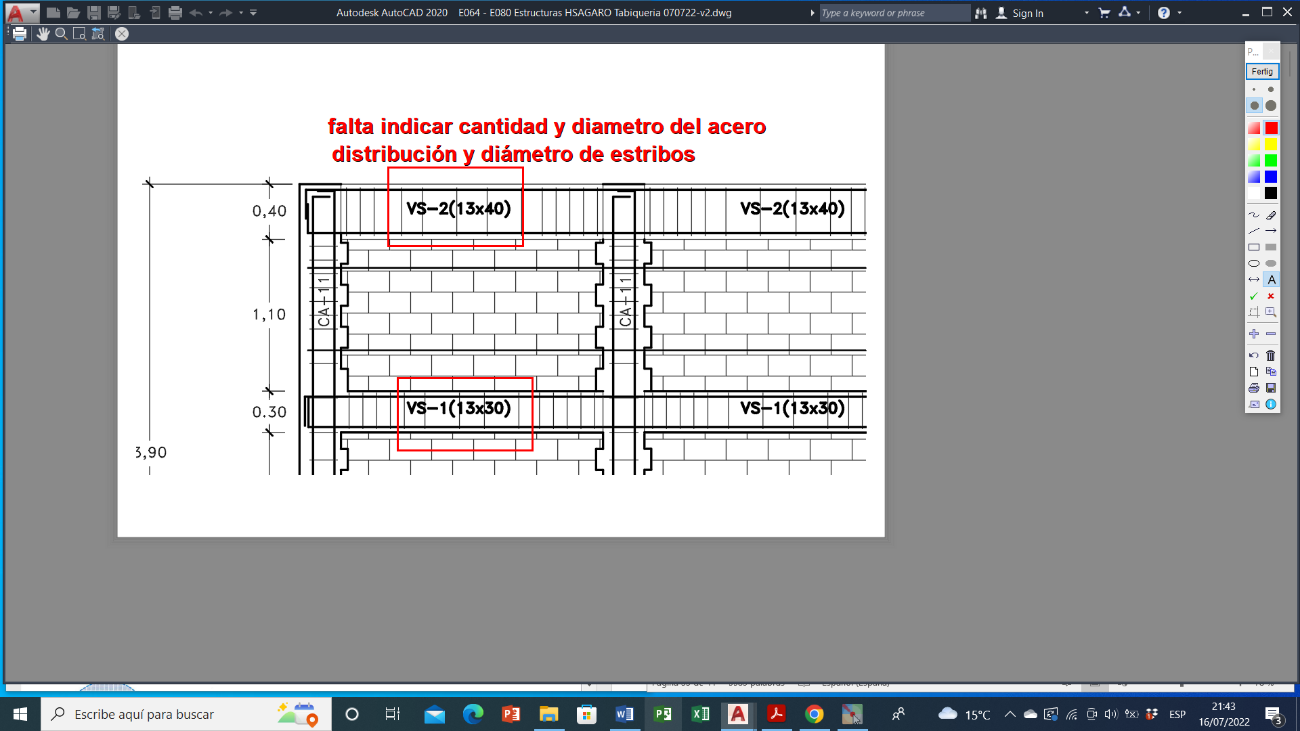 Autodesk AutoCAD 2020 E064 - E080 Estructuras HSAGARO Tabiqueria 070722-v2.dwg
Type a keyword or phrase
Sign In
P...
Fertig
falta indicar cantidad y diametro del acero
distribución y diámetro de estribos
VS-2(13x40)
VS-2(13x40)
0,40
CA-11
CA-11
1,10
VS-1(13x30)
VS-1(13x30)
0.30
3,90
A
Escribe aquí para buscar
15°C
ESP
21:43
16/07/2022
3